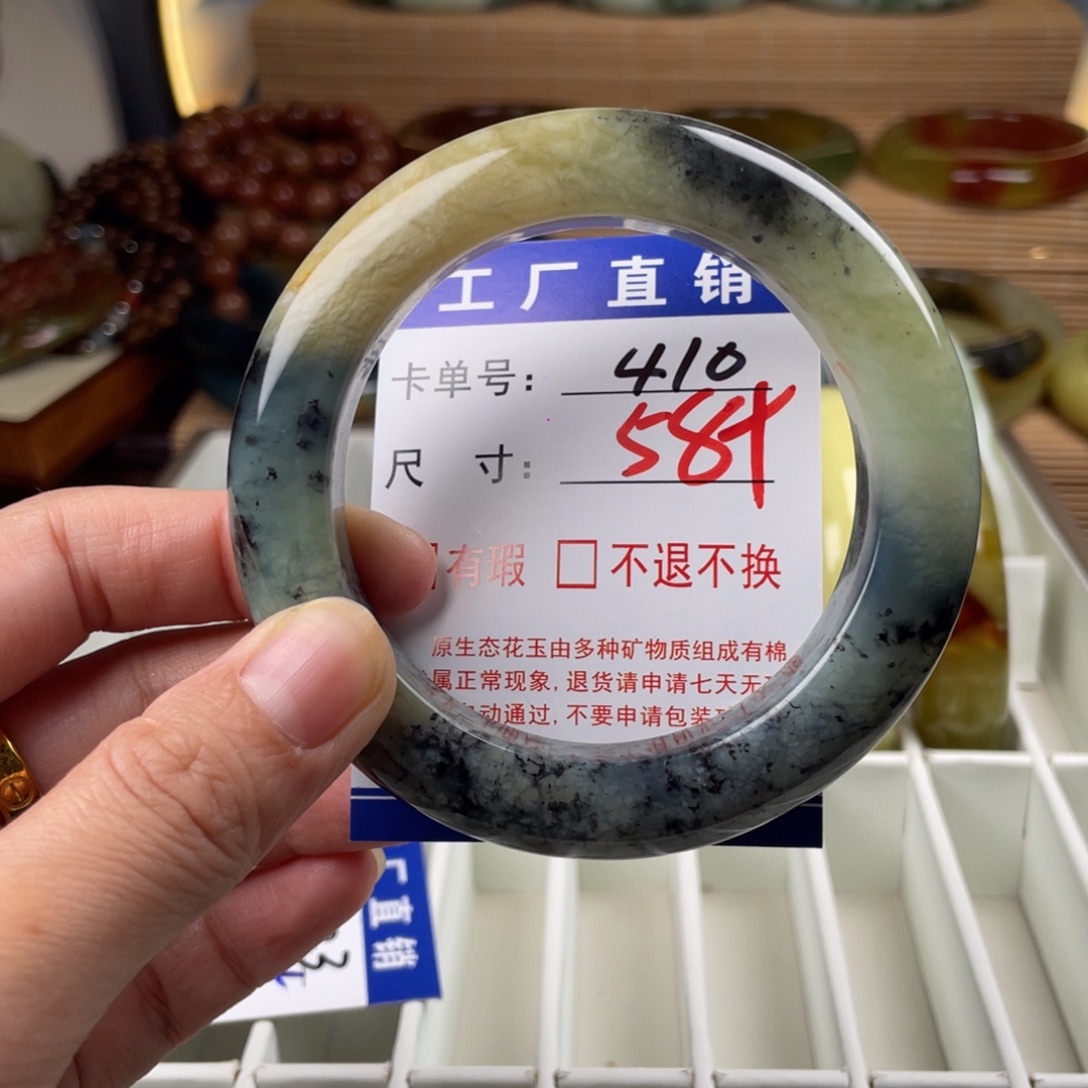 工厂直销
卡单号: 410
尺寸: 584
有瑕 □不退不换
原生态花玉由多种矿物质组成有棉
属正常现象,退货请申请七天无
动通过,不要申请包装
厂直销
3